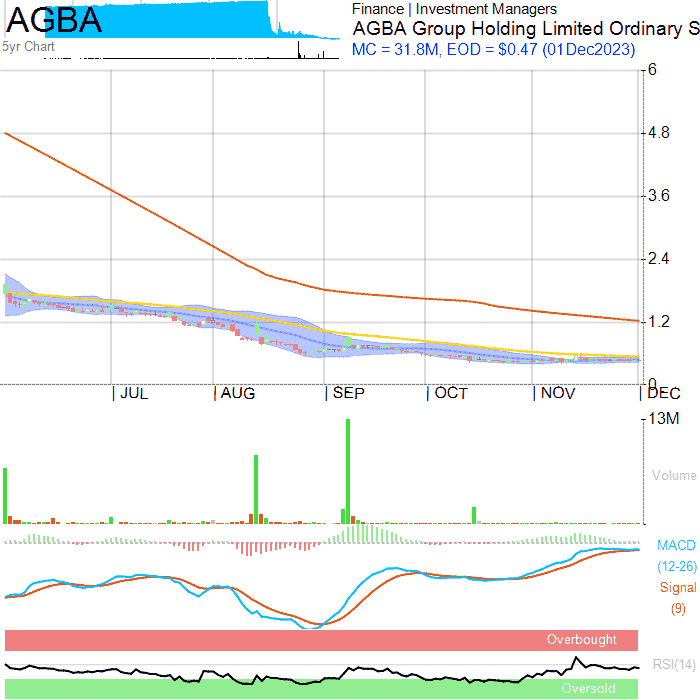 AGBA
5yr Chart
Finance | Investment Managers
AGBA Group Holding Limited Ordinary S
MC = 31.8M, EOD = $0.47 (01Dec2023)
6
4.8
3.6
2.4
1.2
0
JUL AUG SEP OCT NOV DEC
13M
Volume
MACD
(12-26)
Signal
(9)
Overbought
RSI(14)
Oversold